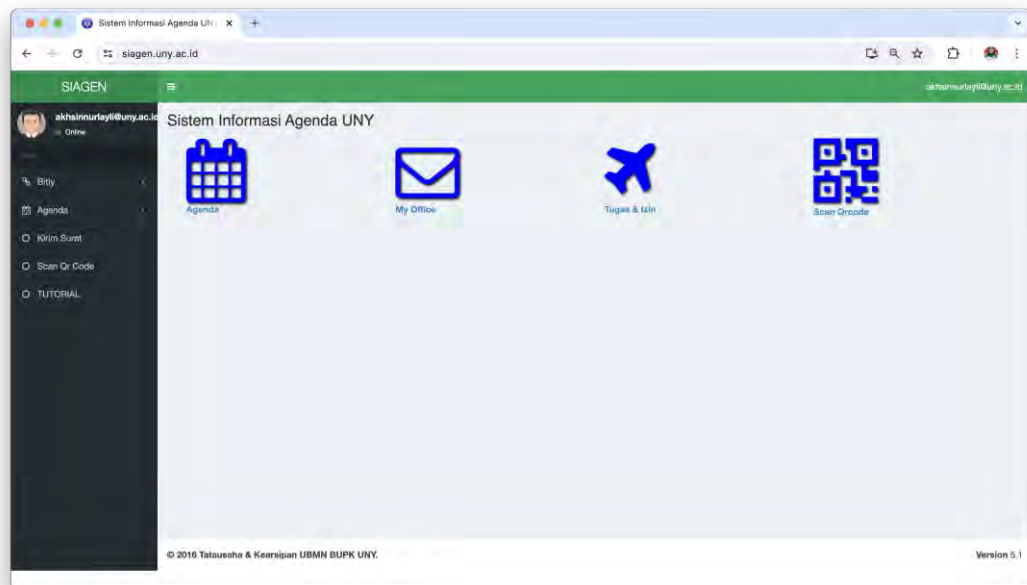 Sistem Informasi Agenda UN
siagen.uny.ac.id
SIAGEN
akhsinnurlayli@uny.ac.id
akhsinnurlayli@uny.ac.id
Online
Sistem Informasi Agenda UNY
Agenda
My Office
Tugas & Izin
Scan Qrcode
Bitly
Agenda
Kirim Surat
Scan Qr Code
TUTORIAL
© 2016 Tatausaha & Kearsipan UBMN BUPK UNY.
Version 5.1